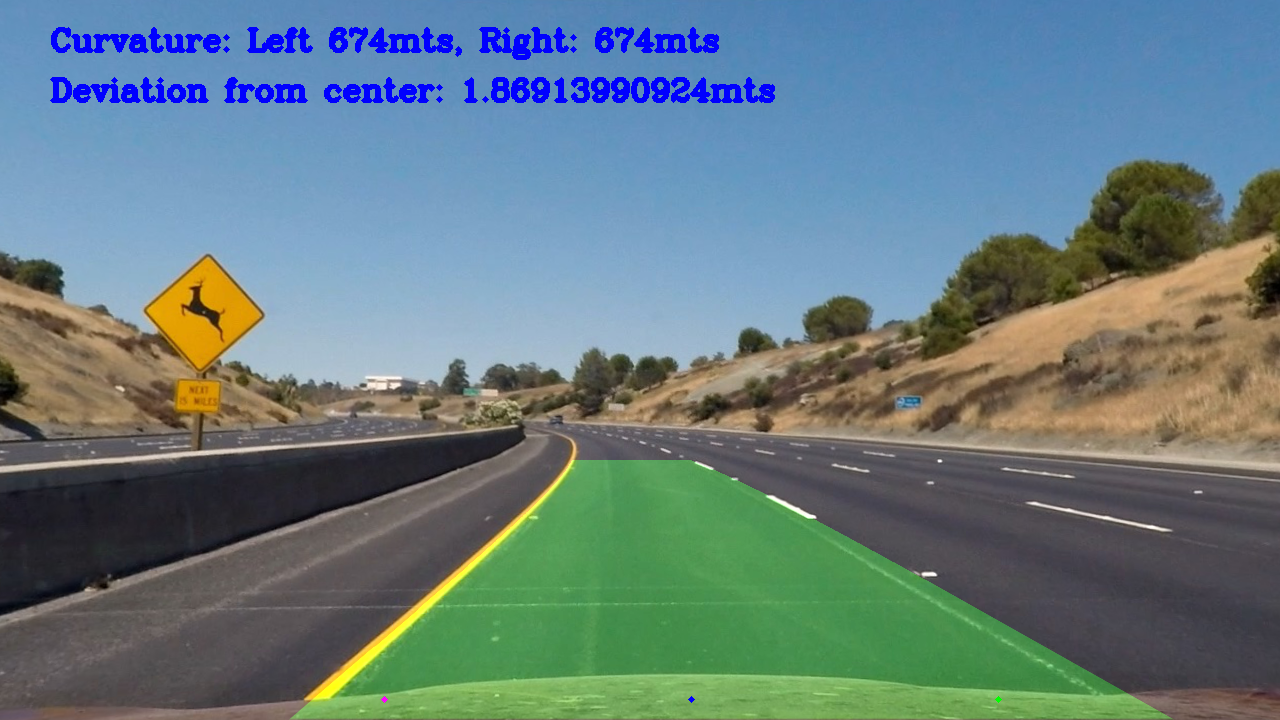 Curvature: Left 674mts, Right: 674mts
Deviation from center: 1.86913990924mts
NEXT
15 MILES